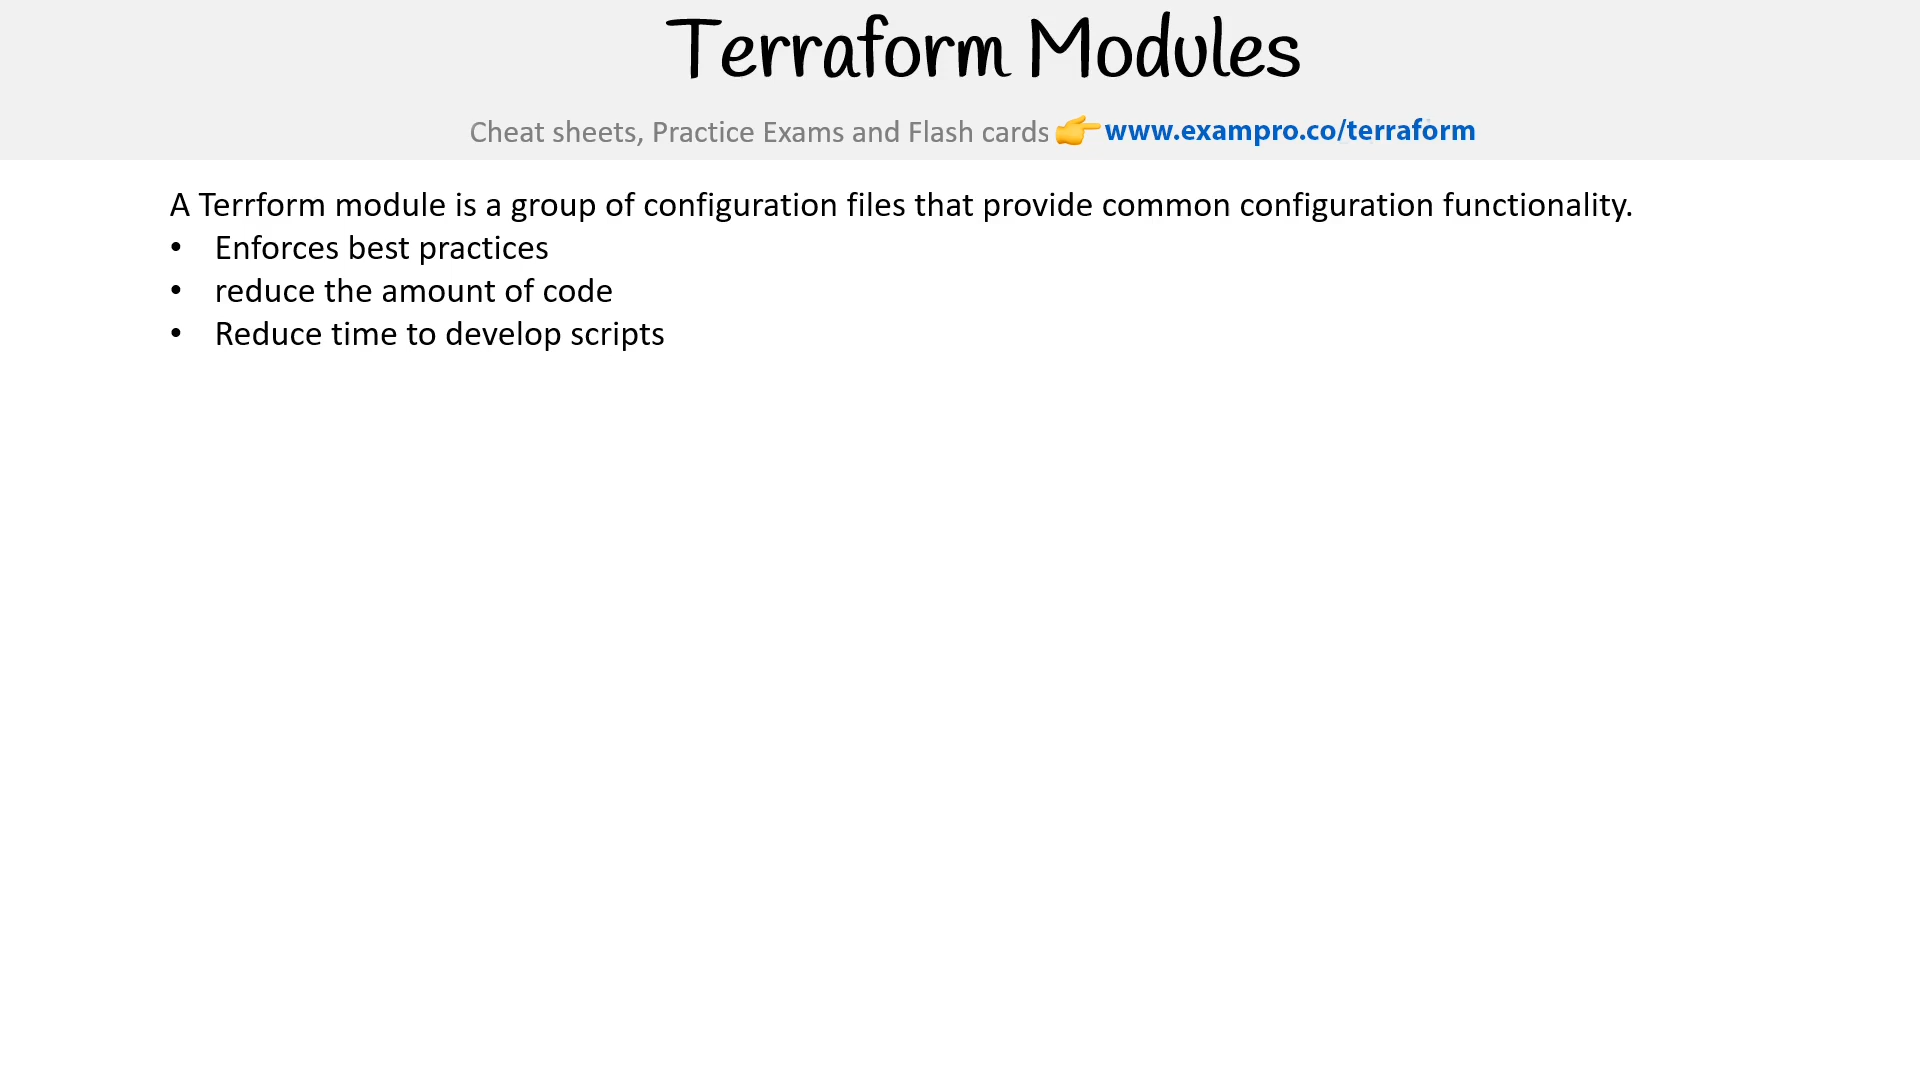 Terraform Modules
Cheat sheets, Practice Exams and Flash cards 👉www.exampro.co/terraform
A Terrform module is a group of configuration files that provide common configuration functionality.
• Enforces best practices
• reduce the amount of code
• Reduce time to develop scripts